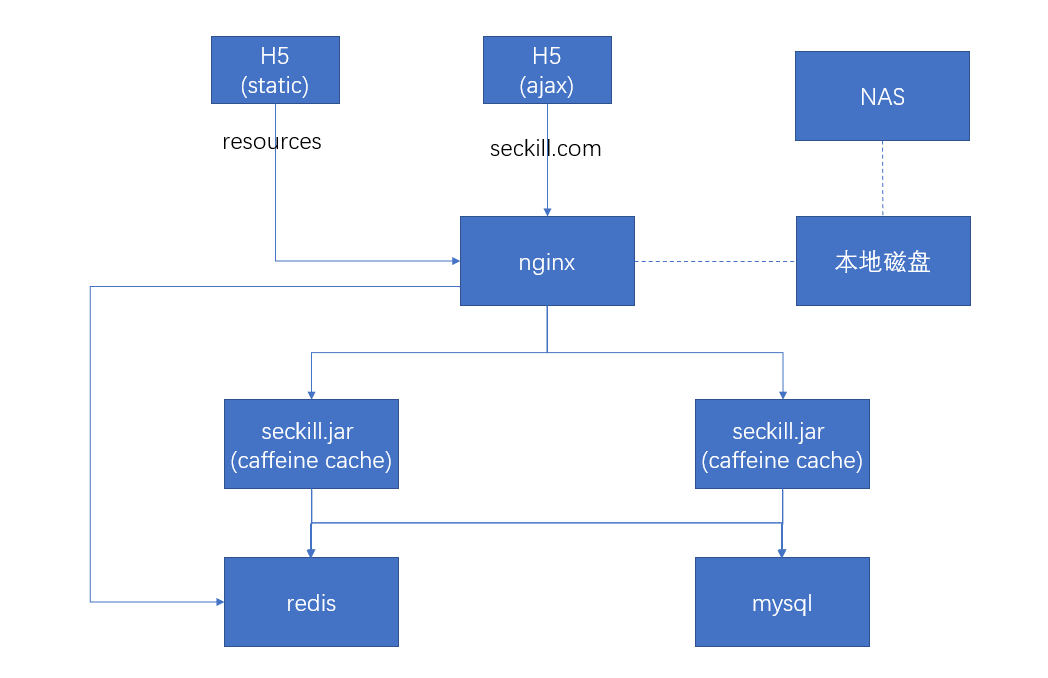 H5
(static)
H5
(ajax)
NAS
resources
seckill.com
nginx
本地磁盘
seckill.jar
(caffeine cache)
seckill.jar
(caffeine cache)
redis
mysql